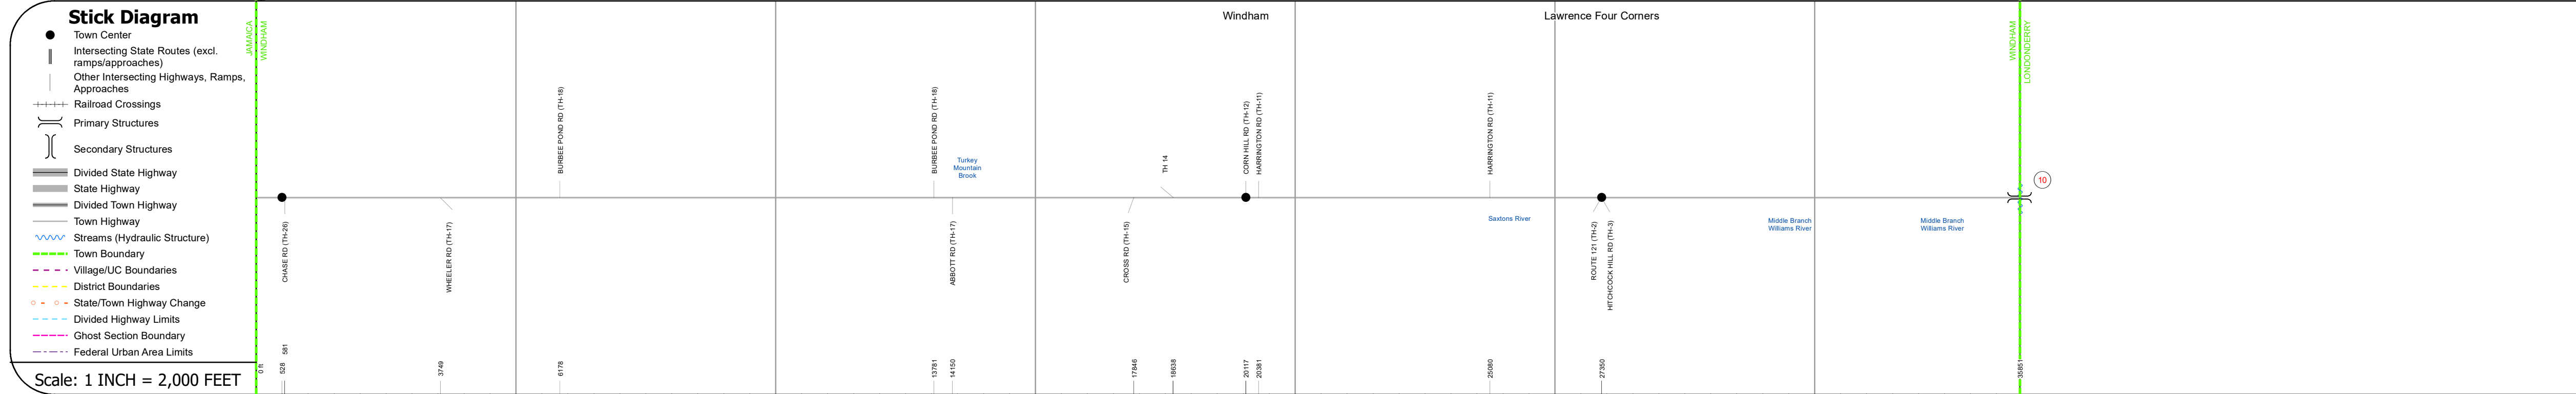 Stick Diagram
Town Center
Intersecting State Routes (excl.
ramps/approaches)
Other Intersecting Highways, Ramps,
Approaches
Railroad Crossings
Primary Structures
Secondary Structures
Divided State Highway
State Highway
Divided Town Highway
Town Highway
Streams (Hydraulic Structure)
Town Boundary
Village/UC Boundaries
District Boundaries
State/Town Highway Change
Divided Highway Limits
Ghost Section Boundary
Federal Urban Area Limits
Scale: 1 INCH = 2,000 FEET
JAMAICA
WINDHAM
Windham
Lawrence Four Corners
WINDHAM
LONDONDERRY
BURBEE POND RD (TH-18)
BURBEE POND RD (TH-18)
Turkey
Mountain
Brook
TH 14
CORN HILL RD (TH-12)
HARRINGTON RD (TH-11)
HARRINGTON RD (TH-11)
10
CHASE RD (TH-26)
WHEELER RD (TH-17)
ABBOTT RD (TH-17)
CROSS RD (TH-15)
Saxtons River
ROUTE 121 (TH-2)
HITCHCOCK HILL RD (TH-3)
Middle Branch
Williams River
Middle Branch
Williams River
0 ft
528
581
3749
6178
13781
14150
17846
18638
20117
20381
25080
27350
35851